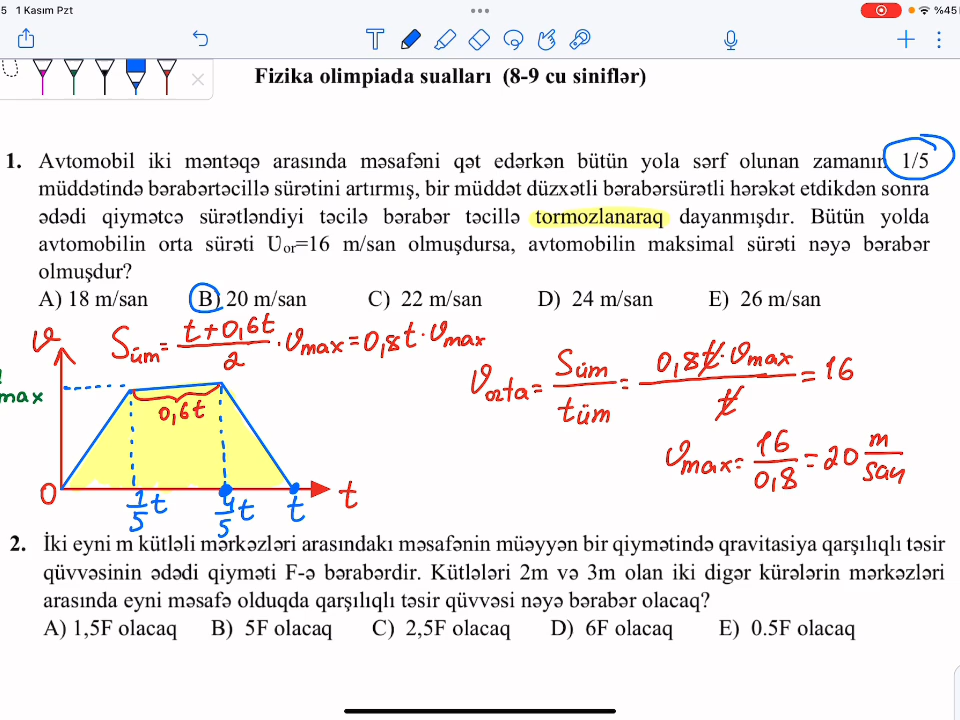 5 1 Kasım Pzt
%45
Fizika olimpiada sualları (8-9 cu siniflər)
1. Avtomobil iki məntəqə arasında məsafəni qət edərkən bütün yola sərf olunan zamanın 1/5
müddətində bərabərtəcillə sürətini artırmış, bir müddət düzxətli bərabərsürətli hərəkət etdikdən sonra
ədədi qiymətcə sürətləndiyi təcilə bərabər təcillə tormozlanaraq dayanmışdır. Bütün yolda
avtomobilin orta sürəti Ʋor=16 m/san olmuşdursa, avtomobilin maksimal sürəti nəyə bərabər
olmuşdur?
A) 18 m/san B) 20 m/san C) 22 m/san D) 24 m/san E) 26 m/san
Süm = (t+0,6t)/2 · ϑmax = 0,8t · ϑmax
ϑorta = Süm/tüm = 0,8t·ϑmax/t = 16
ϑmax = 16/0,8 = 20 m/san
ϑ
max
0,6t
0 1/5 t 4/5 t t t
2. İki eyni m kütləli mərkəzləri arasındakı məsafənin müəyyən bir qiymətində qravitasiya qarşılıqlı təsir
qüvvəsinin ədədi qiyməti F-ə bərabərdir. Kütlələri 2m və 3m olan iki digər kürələrin mərkəzləri
arasında eyni məsafə olduqda qarşılıqlı təsir qüvvəsi nəyə bərabər olacaq?
A) 1,5F olacaq B) 5F olacaq C) 2,5F olacaq D) 6F olacaq E) 0.5F olacaq